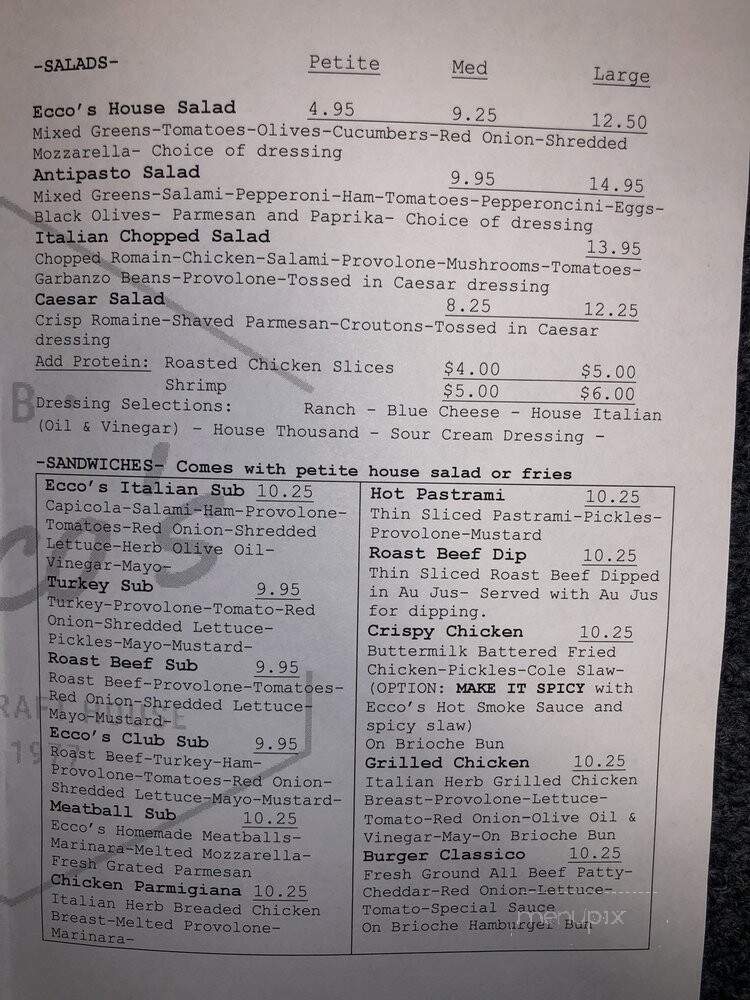 -SALADS- Petite Med Large
Ecco's House Salad 4.95 9.25 12.50
Mixed Greens-Tomatoes-Olives-Cucumbers-Red Onion-Shredded
Mozzarella- Choice of dressing
Antipasto Salad 9.95 14.95
Mixed Greens-Salami-Pepperoni-Ham-Tomatoes-Pepperoncini-Eggs-
Black Olives- Parmesan and Paprika- Choice of dressing
Italian Chopped Salad 13.95
Chopped Romain-Chicken-Salami-Provolone-Mushrooms-Tomatoes-
Garbanzo Beans-Provolone-Tossed in Caesar dressing
Caesar Salad 8.25 12.25
Crisp Romaine-Shaved Parmesan-Croutons-Tossed in Caesar
dressing
Add Protein: Roasted Chicken Slices $4.00 $5.00
Shrimp $5.00 $6.00
Dressing Selections: Ranch - Blue Cheese - House Italian
(Oil & Vinegar) - House Thousand - Sour Cream Dressing -
-SANDWICHES- Comes with petite house salad or fries
Ecco's Italian Sub 10.25
Capicola-Salami-Ham-Provolone-
Tomatoes-Red Onion-Shredded
Lettuce-Herb Olive Oil-
Vinegar-Mayo-
Turkey Sub 9.95
Turkey-Provolone-Tomato-Red
Onion-Shredded Lettuce-
Pickles-Mayo-Mustard-
Roast Beef Sub 9.95
Roast Beef-Provolone-Tomatoes-
Red Onion-Shredded Lettuce-
Mayo-Mustard-
Ecco's Club Sub 9.95
Roast Beef-Turkey-Ham-
Provolone-Tomatoes-Red Onion-
Shredded Lettuce-Mayo-Mustard-
Meatball Sub 10.25
Ecco's Homemade Meatballs-
Marinara-Melted Mozzarella-
Fresh Grated Parmesan
Chicken Parmigiana 10.25
Italian Herb Breaded Chicken
Breast-Melted Provolone-
Marinara-
Hot Pastrami 10.25
Thin Sliced Pastrami-Pickles-
Provolone-Mustard
Roast Beef Dip 10.25
Thin Sliced Roast Beef Dipped
in Au Jus- Served with Au Jus
for dipping.
Crispy Chicken 10.25
Buttermilk Battered Fried
Chicken-Pickles-Cole Slaw-
(OPTION: MAKE IT SPICY with
Ecco's Hot Smoke Sauce and
spicy slaw)
On Brioche Bun
Grilled Chicken 10.25
Italian Herb Grilled Chicken
Breast-Provolone-Lettuce-
Tomato-Red Onion-Olive Oil &
Vinegar-May-On Brioche Bun
Burger Classico 10.25
Fresh Ground All Beef Patty-
Cheddar-Red Onion-Lettuce-
Tomato-Special Sauce
On Brioche Hamburger Bun
menupix